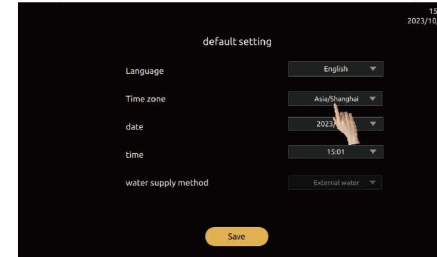 15
2023/10
default setting
Language English
Time zone Asia/Shanghai
date 2023/
time 15:01
water supply method External water
Save